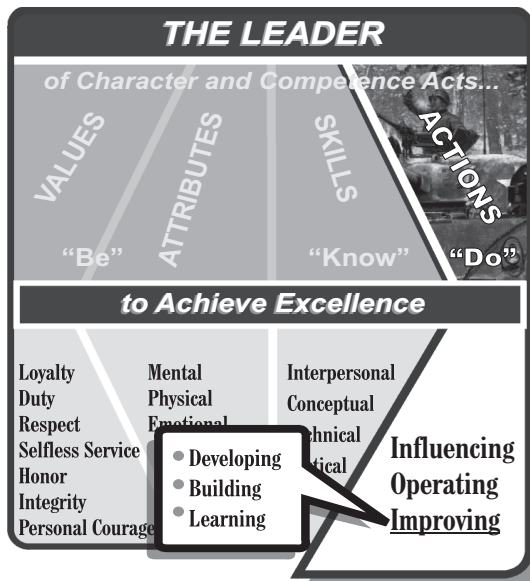 THE LEADER
of Character and Competence Acts...
VALUES
ATTRIBUTES
SKILLS
ACTIONS
“Be”
“Know”
“Do”
to Achieve Excellence
Loyalty
Duty
Respect
Selfless Service
Honor
Integrity
Personal Courage
Mental
Physical
Emotional
Interpersonal
Conceptual
Influencing
Operating
Improving
Developing
Building
Learning